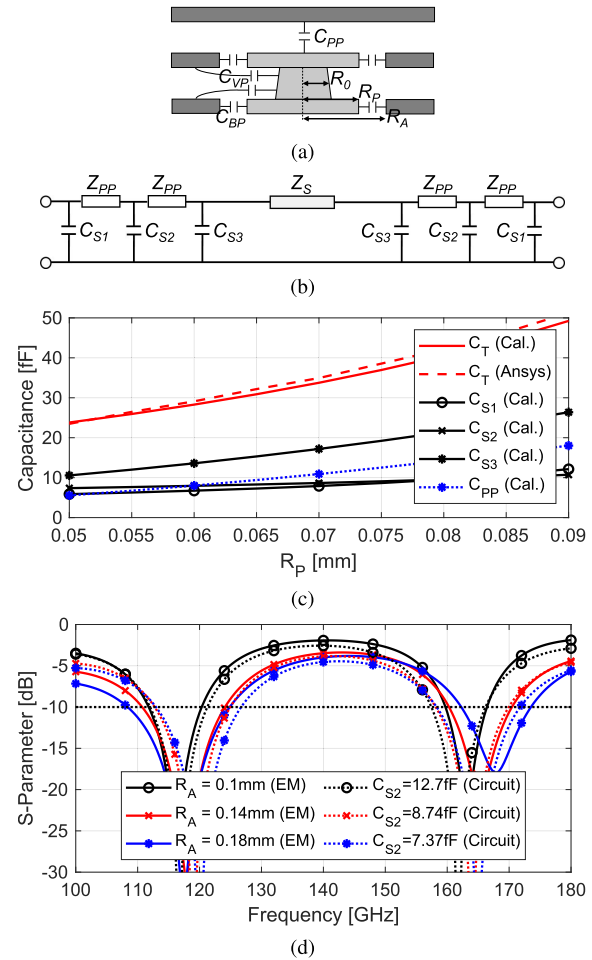 C_PP
C_VP
R_0
R_P
C_BP
R_A
(a)
Z_PP Z_PP Z_S Z_PP Z_PP
C_S1 C_S2 C_S3 C_S3 C_S2 C_S1
(b)
50
40
30
20
10
0
Capacitance [fF]
C_T (Cal.)
C_T (Ansys)
C_S1 (Cal.)
C_S2 (Cal.)
C_S3 (Cal.)
C_PP (Cal.)
0.05 0.055 0.06 0.065 0.07 0.075 0.08 0.085 0.09
R_P [mm]
(c)
0
-5
-10
-15
-20
-25
-30
S-Parameter [dB]
R_A = 0.1mm (EM) C_S2=12.7fF (Circuit)
R_A = 0.14mm (EM) C_S2=8.74fF (Circuit)
R_A = 0.18mm (EM) C_S2=7.37fF (Circuit)
100 110 120 130 140 150 160 170 180
Frequency [GHz]
(d)